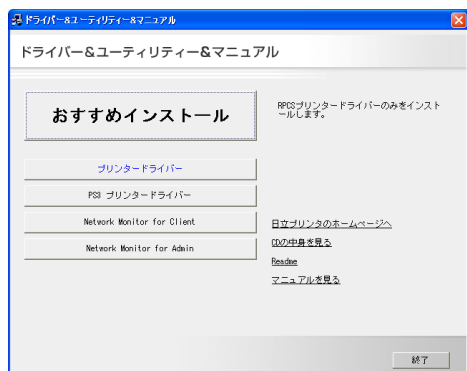 ドライバー&ユーティリティー&マニュアル
ドライバー&ユーティリティー&マニュアル
おすすめインストール
RPCSプリンタードライバーのみをインスト
ールします。
プリンタードライバー
PS3 プリンタードライバー
Network Monitor for Client
Network Monitor for Admin
日立プリンタのホームページへ
CDの中身を見る
Readme
マニュアルを見る
終了